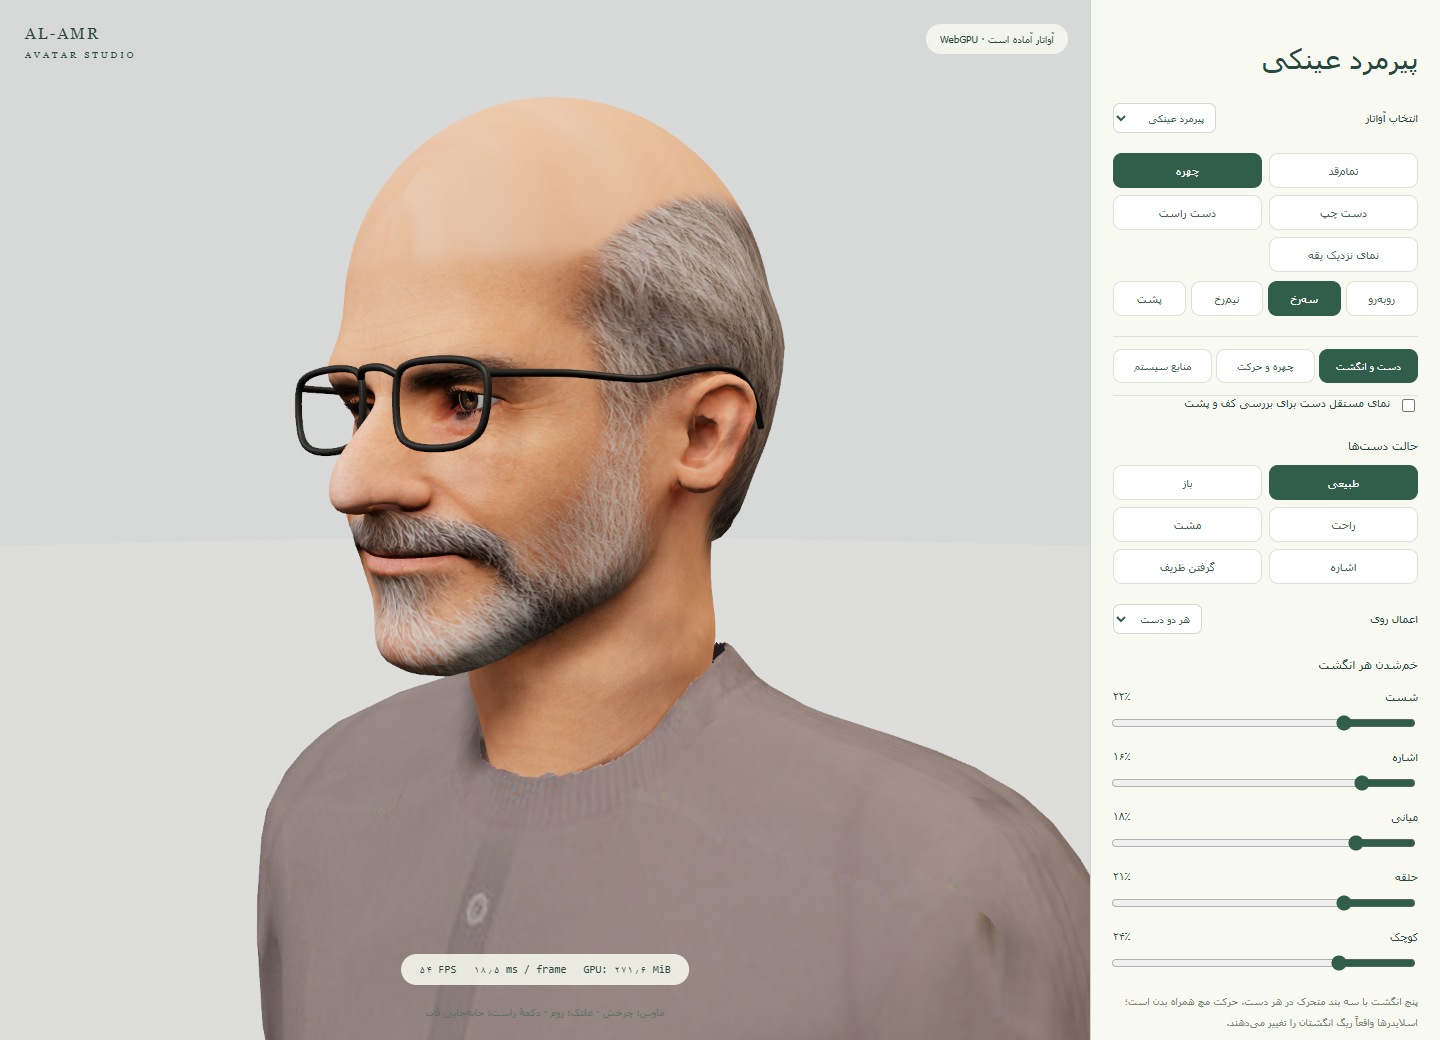 AL-AMR
AVATAR STUDIO
آواتار آماده است · WebGPU
پیرمرد عینکی
انتخاب آواتار
پیرمرد عینکی
تمام‌قد
چهره
دست چپ
دست راست
نمای نزدیک یقه
روبه‌رو
سه‌رخ
نیم‌رخ
پشت
دست و انگشت
چهره و حرکت
منابع سیستم
نمای مستقل دست برای بررسی کف و پشت
حالت دست‌ها
طبیعی
باز
راحت
مشت
اشاره
گرفتن ظریف
اعمال روی
هر دو دست
خم‌شدن هر انگشت
شست
۲۲٪
اشاره
۱۶٪
میانی
۱۸٪
حلقه
۲۱٪
کوچک
۲۴٪
پنج انگشت با سه بند متحرک در هر دست. حرکت مچ همراه بدن است؛
اسلایدرها واقعاً ریگ انگشتان را تغییر می‌دهند.
۵۴ FPS ۱۸٫۵ ms / frame GPU: ۲۷۱٫۶ MiB
ماوس: چرخش · غلتک: زوم · دکمهٔ راست: جابه‌جایی قاب